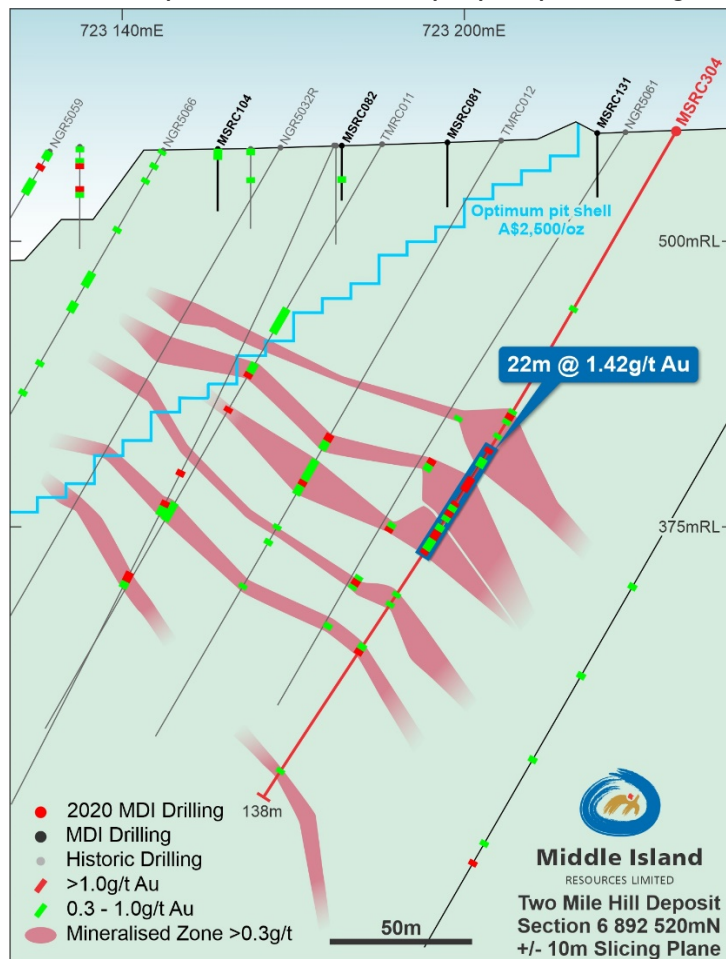 723 140mE
723 200mE
NGR5059
NGR5066
MSRC104
NGR5032R
MSRC082
TMRC011
MSRC081
TMRC012
MSRC131
NGR5061
MSRC304
Optimum pit shell
A$2,500/oz
500mRL
22m @ 1.42g/t Au
375mRL
138m
2020 MDI Drilling
MDI Drilling
Historic Drilling
>1.0g/t Au
0.3 - 1.0g/t Au
Mineralised Zone >0.3g/t
50m
Middle Island
RESOURCES LIMITED
Two Mile Hill Deposit
Section 6 892 520mN
+/- 10m Slicing Plane